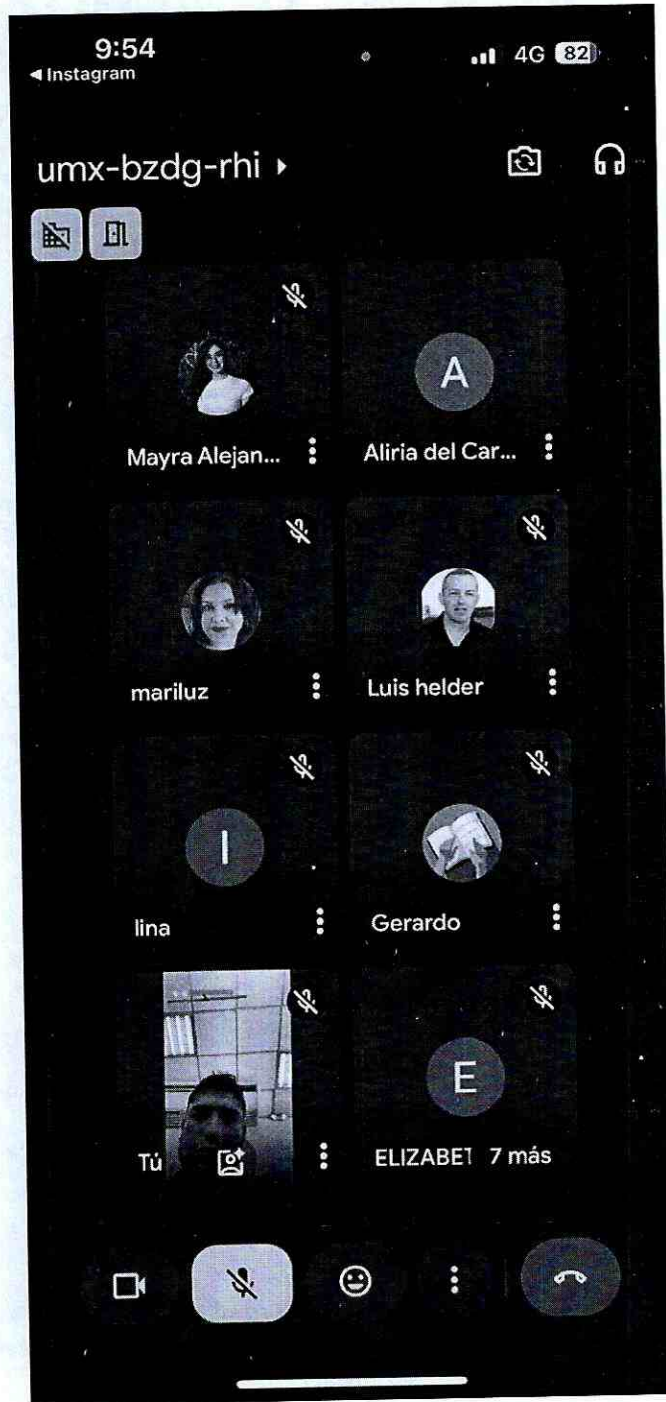 9:54 4G 82
◀ Instagram
umx-bzdg-rhi ▸
Mayra Alejan... A Aliria del Car...
mariluz Luis helder
l lina Gerardo
Tú E ELIZABET 7 más